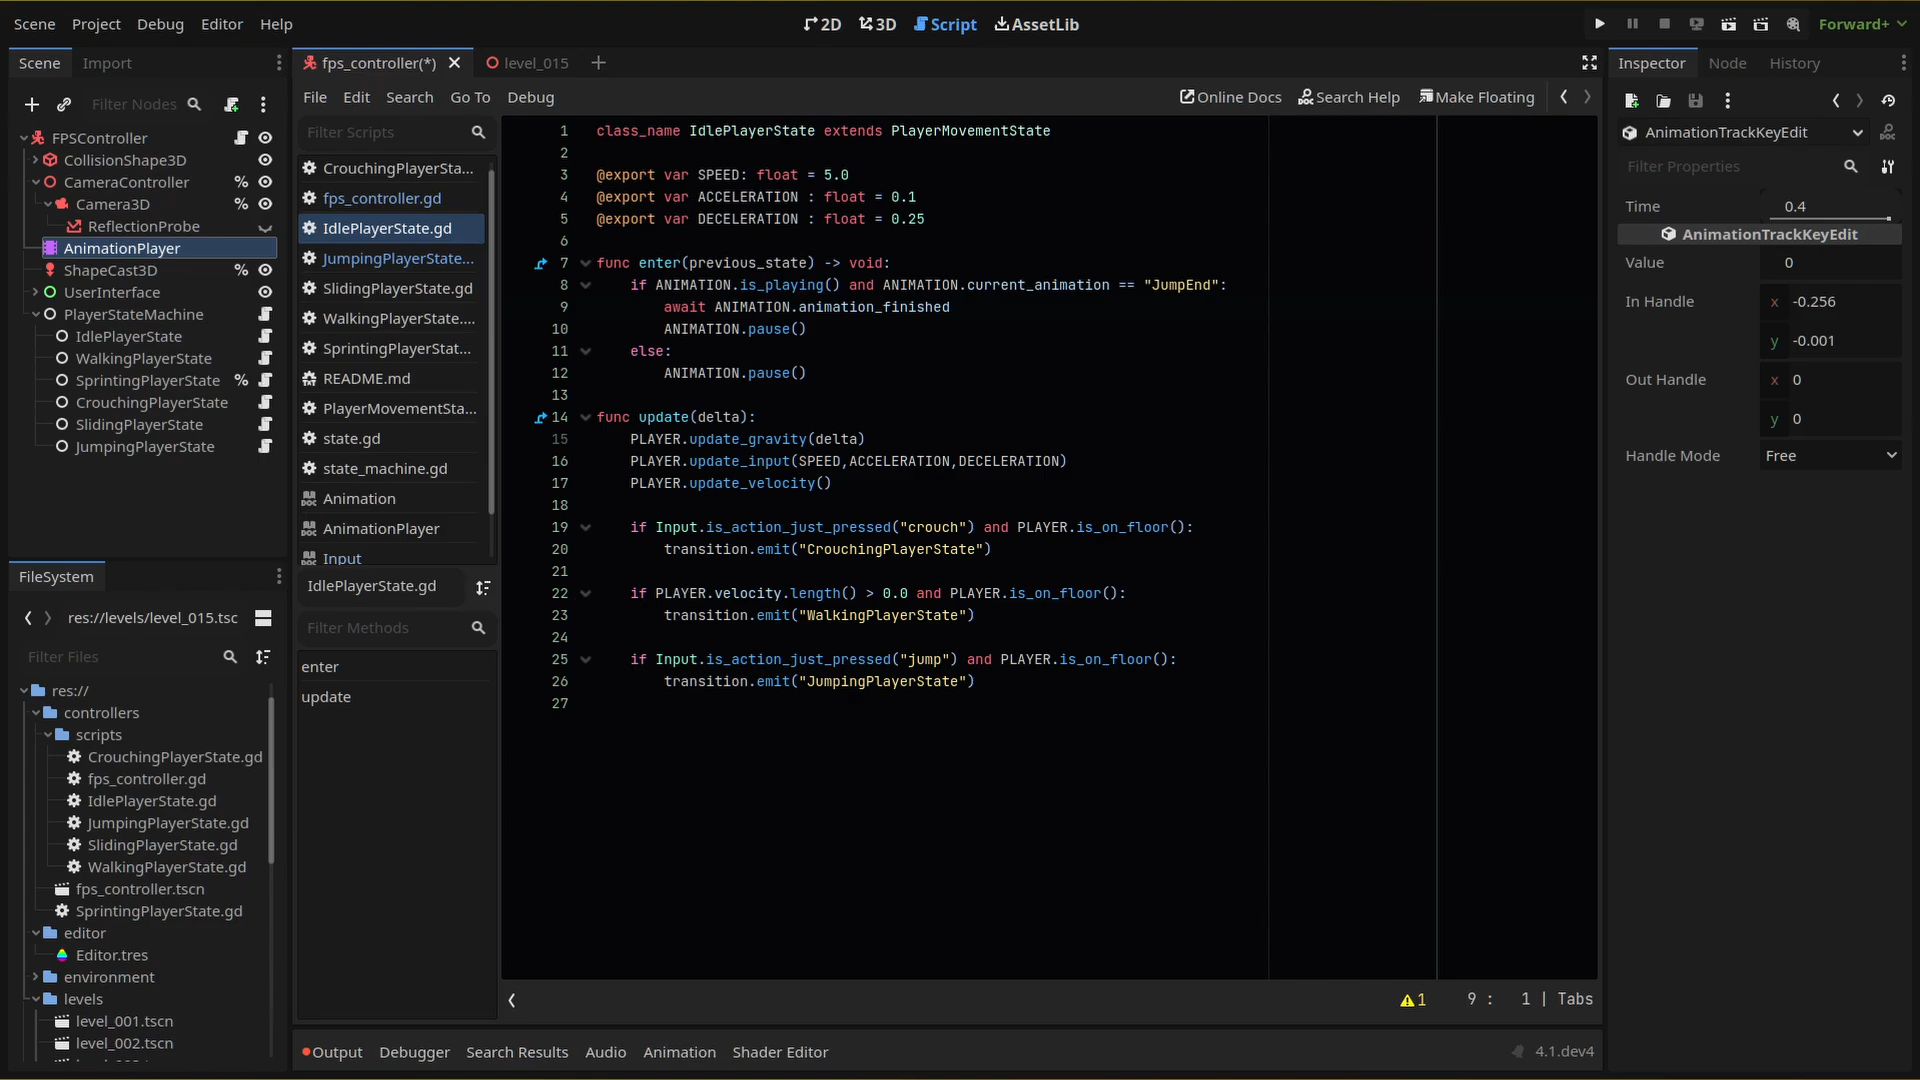 Scene Project Debug Editor Help
2D 3D Script AssetLib
Forward+
Scene Import
Filter Nodes
FPSController
CollisionShape3D
CameraController %
Camera3D %
ReflectionProbe
AnimationPlayer
ShapeCast3D %
UserInterface
PlayerStateMachine
IdlePlayerState
WalkingPlayerState
SprintingPlayerState %
CrouchingPlayerState
SlidingPlayerState
JumpingPlayerState
FileSystem
res://levels/level_015.tsc
Filter Files
res://
controllers
scripts
CrouchingPlayerState.gd
fps_controller.gd
IdlePlayerState.gd
JumpingPlayerState.gd
SlidingPlayerState.gd
WalkingPlayerState.gd
fps_controller.tscn
SprintingPlayerState.gd
editor
Editor.tres
environment
levels
level_001.tscn
level_002.tscn
fps_controller(*) level_015
File Edit Search Go To Debug
Online Docs Search Help Make Floating
Filter Scripts
CrouchingPlayerSta...
fps_controller.gd
IdlePlayerState.gd
JumpingPlayerState...
SlidingPlayerState.gd
WalkingPlayerState....
SprintingPlayerStat...
README.md
PlayerMovementSta...
state.gd
state_machine.gd
Animation
AnimationPlayer
Input
IdlePlayerState.gd
Filter Methods
enter
update
1 class_name IdlePlayerState extends PlayerMovementState
2
3 @export var SPEED: float = 5.0
4 @export var ACCELERATION : float = 0.1
5 @export var DECELERATION : float = 0.25
6
7 func enter(previous_state) -> void:
8 if ANIMATION.is_playing() and ANIMATION.current_animation == "JumpEnd":
9 await ANIMATION.animation_finished
10 ANIMATION.pause()
11 else:
12 ANIMATION.pause()
13
14 func update(delta):
15 PLAYER.update_gravity(delta)
16 PLAYER.update_input(SPEED,ACCELERATION,DECELERATION)
17 PLAYER.update_velocity()
18
19 if Input.is_action_just_pressed("crouch") and PLAYER.is_on_floor():
20 transition.emit("CrouchingPlayerState")
21
22 if PLAYER.velocity.length() > 0.0 and PLAYER.is_on_floor():
23 transition.emit("WalkingPlayerState")
24
25 if Input.is_action_just_pressed("jump") and PLAYER.is_on_floor():
26 transition.emit("JumpingPlayerState")
27
1 9 : 1 | Tabs
Output Debugger Search Results Audio Animation Shader Editor
4.1.dev4
Inspector Node History
AnimationTrackKeyEdit
Filter Properties
Time 0.4
AnimationTrackKeyEdit
Value 0
In Handle x -0.256
y -0.001
Out Handle x 0
y 0
Handle Mode Free